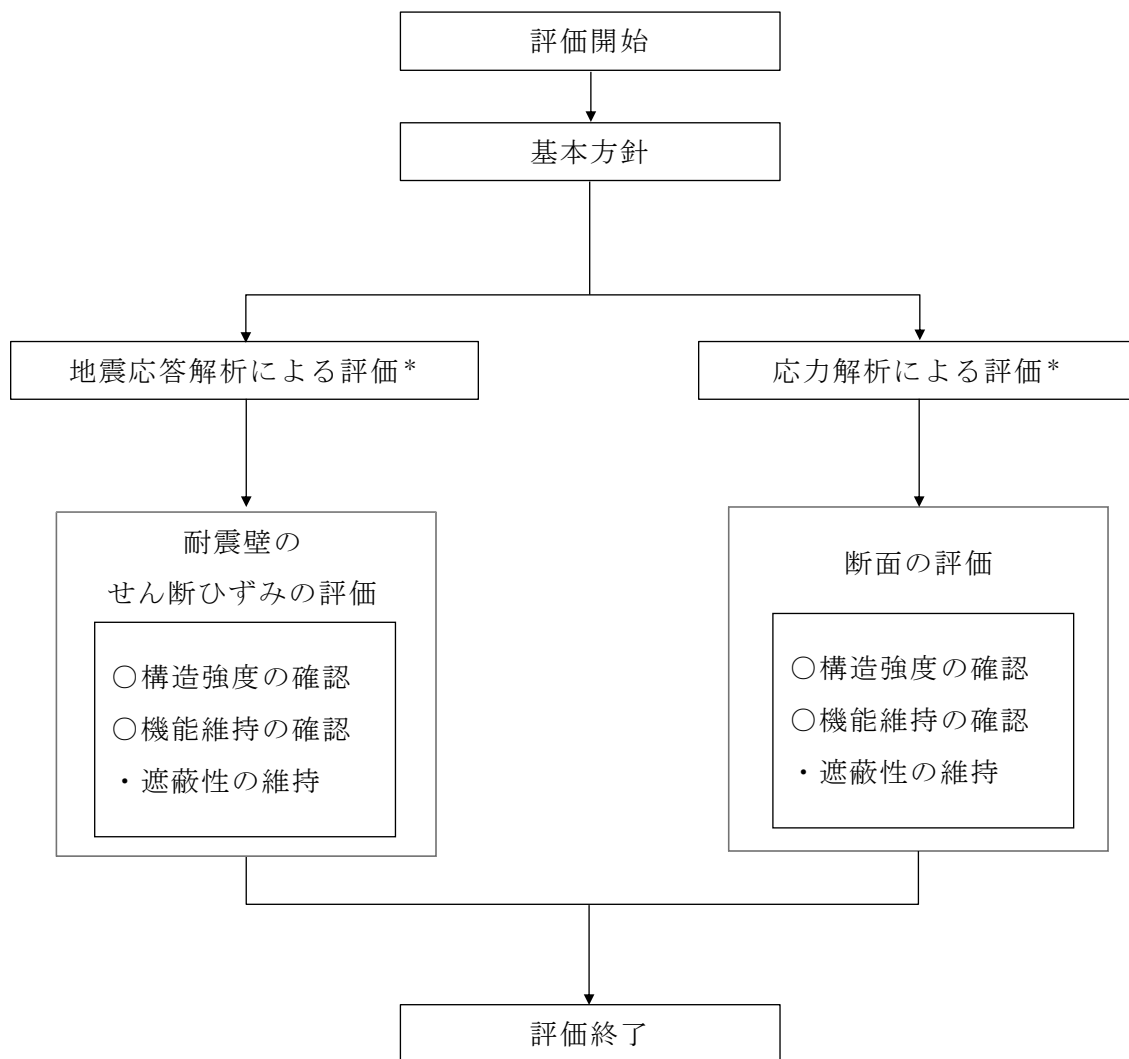 評価開始
基本方針
地震応答解析による評価*
応力解析による評価*
耐震壁の
せん断ひずみの評価
○構造強度の確認
○機能維持の確認
・遮蔽性の維持
断面の評価
○構造強度の確認
○機能維持の確認
・遮蔽性の維持
評価終了